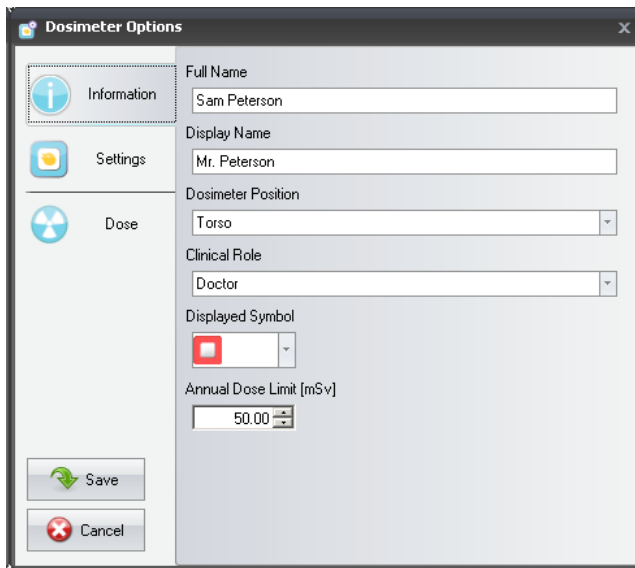 Dosimeter Options
Information
Settings
Dose
Full Name
Sam Peterson
Display Name
Mr. Peterson
Dosimeter Position
Torso
Clinical Role
Doctor
Displayed Symbol
Annual Dose Limit [mSv]
50.00
Save
Cancel